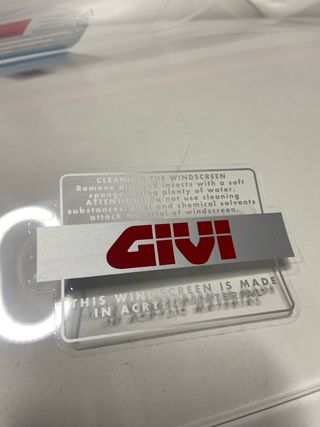 CLEANING THE WINDSCREEN
Remove dirt and insects with a soft
sponge using plenty of water.
ATTENTION! Do not use cleaning
substances. Fuel and chemical solvents
attack material of windscreen.
GIVI
THIS WINDSCREEN IS MADE
IN ACRYLIC MATERIAL